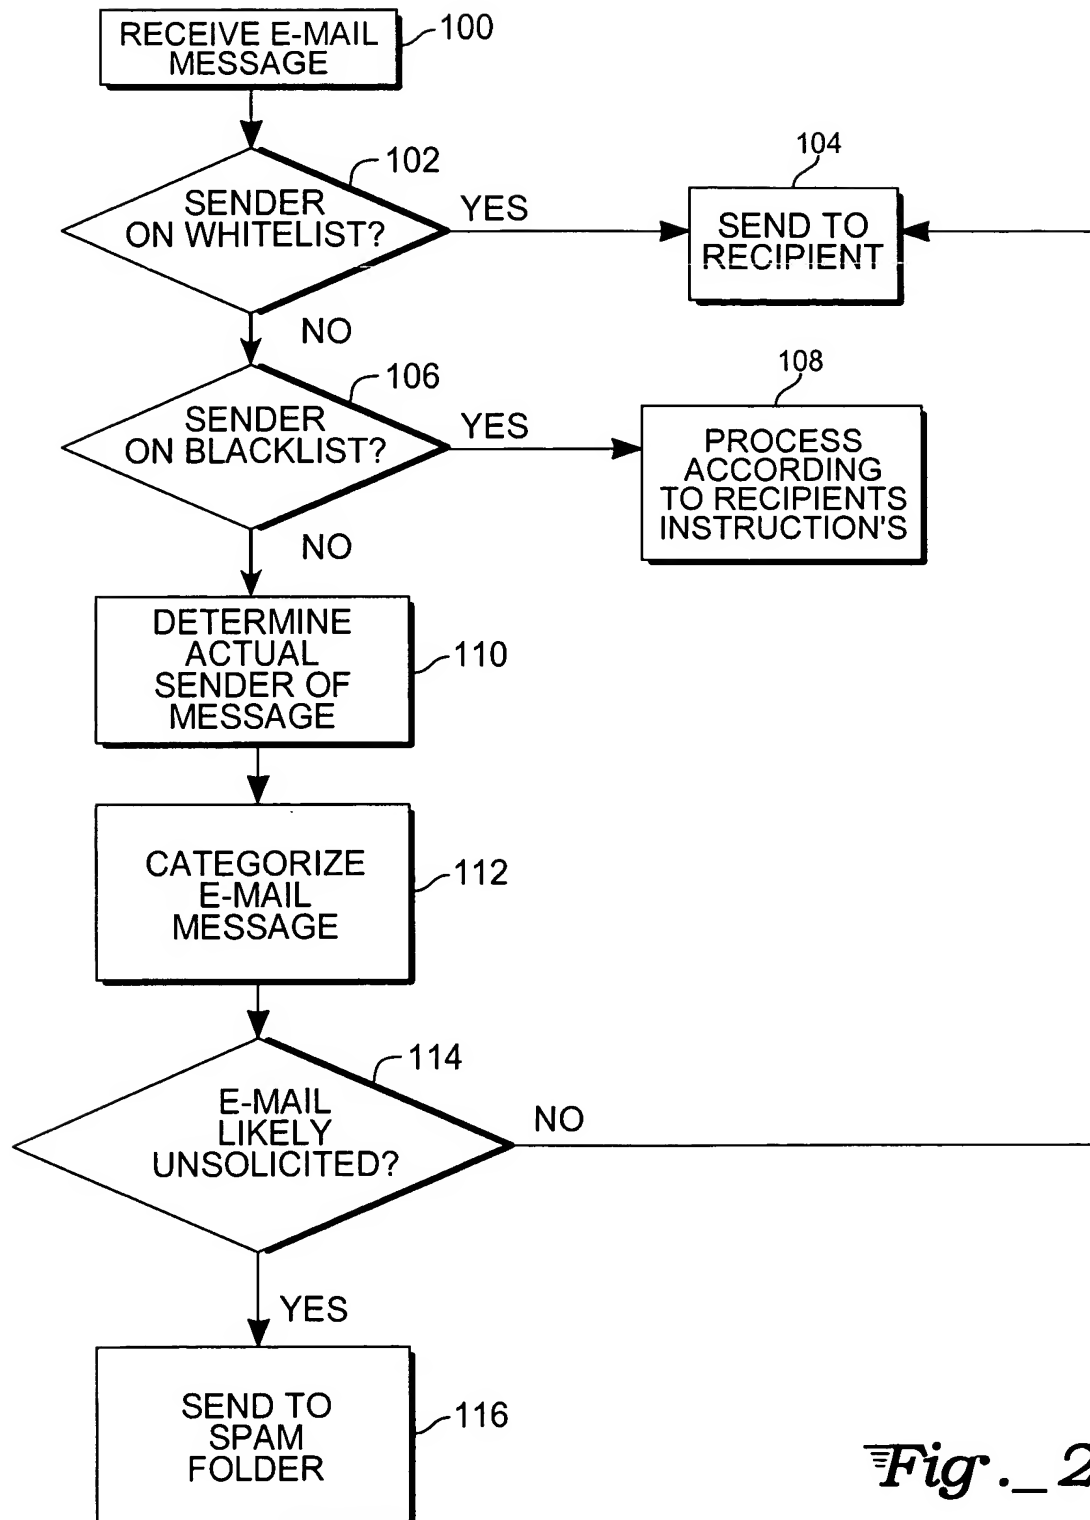 RECEIVE E-MAIL
MESSAGE
100
SENDER
ON WHITELIST?
102
YES
104
SEND TO
RECIPIENT
NO
SENDER
ON BLACKLIST?
106
YES
108
PROCESS
ACCORDING
TO RECIPIENTS
INSTRUCTION'S
NO
DETERMINE
ACTUAL
SENDER OF
MESSAGE
110
CATEGORIZE
E-MAIL
MESSAGE
112
E-MAIL
LIKELY
UNSOLICITED?
114
NO
YES
SEND TO
SPAM
FOLDER
116
Fig._2